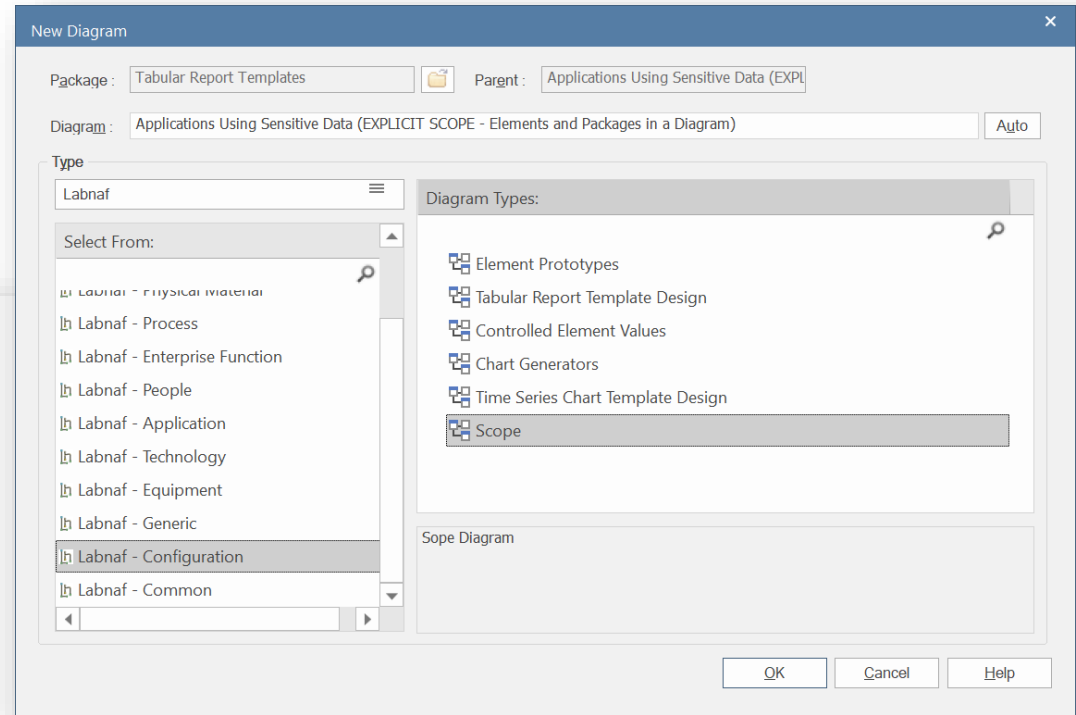 New Diagram
Package : Tabular Report Templates Parent : Applications Using Sensitive Data (EXPL
Diagram : Applications Using Sensitive Data (EXPLICIT SCOPE - Elements and Packages in a Diagram) Auto
Type
Labnaf
Select From:
Labnaf - Physical Material
Labnaf - Process
Labnaf - Enterprise Function
Labnaf - People
Labnaf - Application
Labnaf - Technology
Labnaf - Equipment
Labnaf - Generic
Labnaf - Configuration
Labnaf - Common
Diagram Types:
Element Prototypes
Tabular Report Template Design
Controlled Element Values
Chart Generators
Time Series Chart Template Design
Scope
Sope Diagram
OK Cancel Help